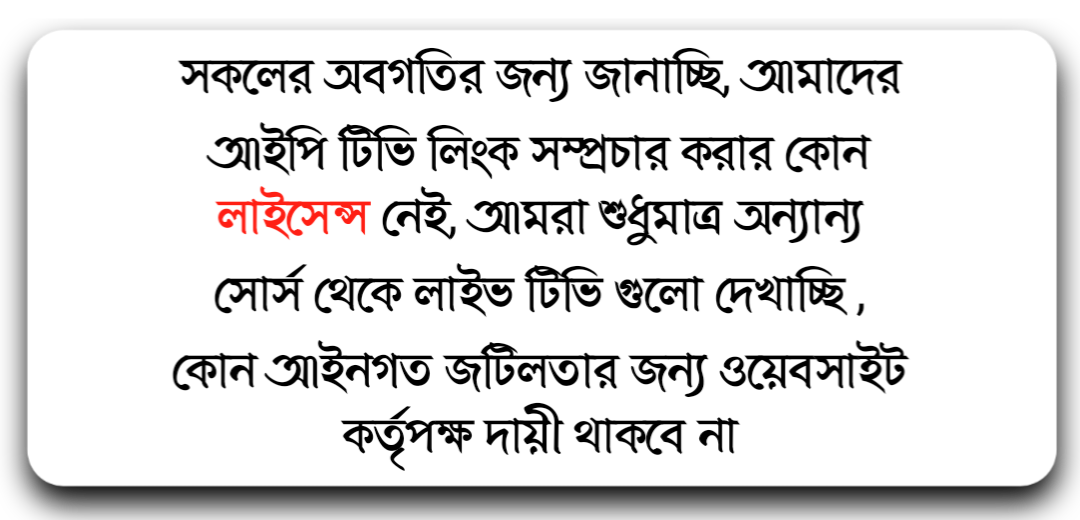 সকলের অবগতির জন্য জানাচ্ছি, আমাদের
আইপি টিভি লিংক সম্প্রচার করার কোন
লাইসেন্স নেই, আমরা শুধুমাত্র অন্যান্য
সোর্স থেকে লাইভ টিভি গুলো দেখাচ্ছি ,
কোন আইনগত জটিলতার জন্য ওয়েবসাইট
কর্তৃপক্ষ দায়ী থাকবে না